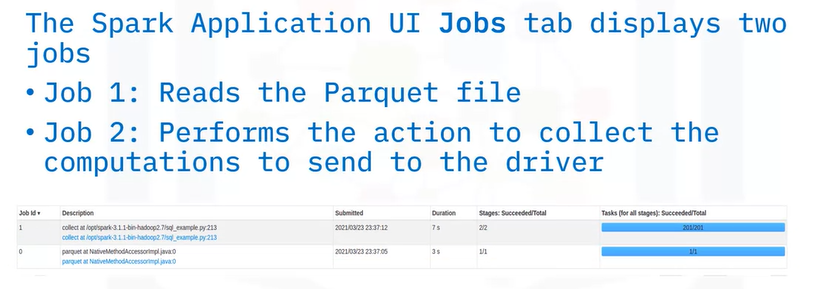 The Spark Application UI Jobs tab displays two
jobs
• Job 1: Reads the Parquet file
• Job 2: Performs the action to collect the
computations to send to the driver
Job Id ▾ Description Submitted Duration Stages: Succeeded/Total Tasks (for all stages): Succeeded/Total
1 collect at /opt/spark-3.1.1-bin-hadoop2.7/sql_example.py:213 2021/03/23 23:37:12 7 s 2/2 201/201
collect at /opt/spark-3.1.1-bin-hadoop2.7/sql_example.py:213
0 parquet at NativeMethodAccessorImpl.java:0 2021/03/23 23:37:05 3 s 1/1 1/1
parquet at NativeMethodAccessorImpl.java:0